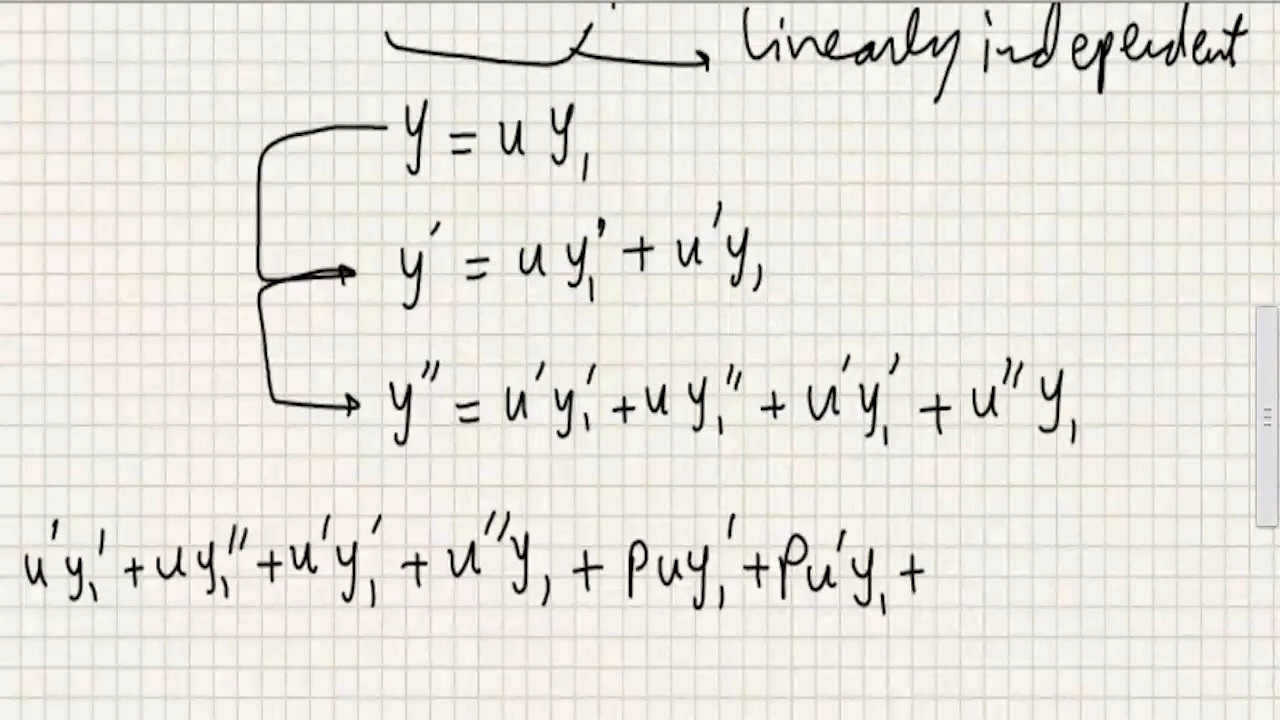 linearly independent
y = u y₁
y' = u y₁' + u' y₁
y'' = u' y₁' + u y₁'' + u' y₁' + u'' y₁
u' y₁' + u y₁'' + u' y₁' + u'' y₁ + p u y₁' + p u' y₁ +